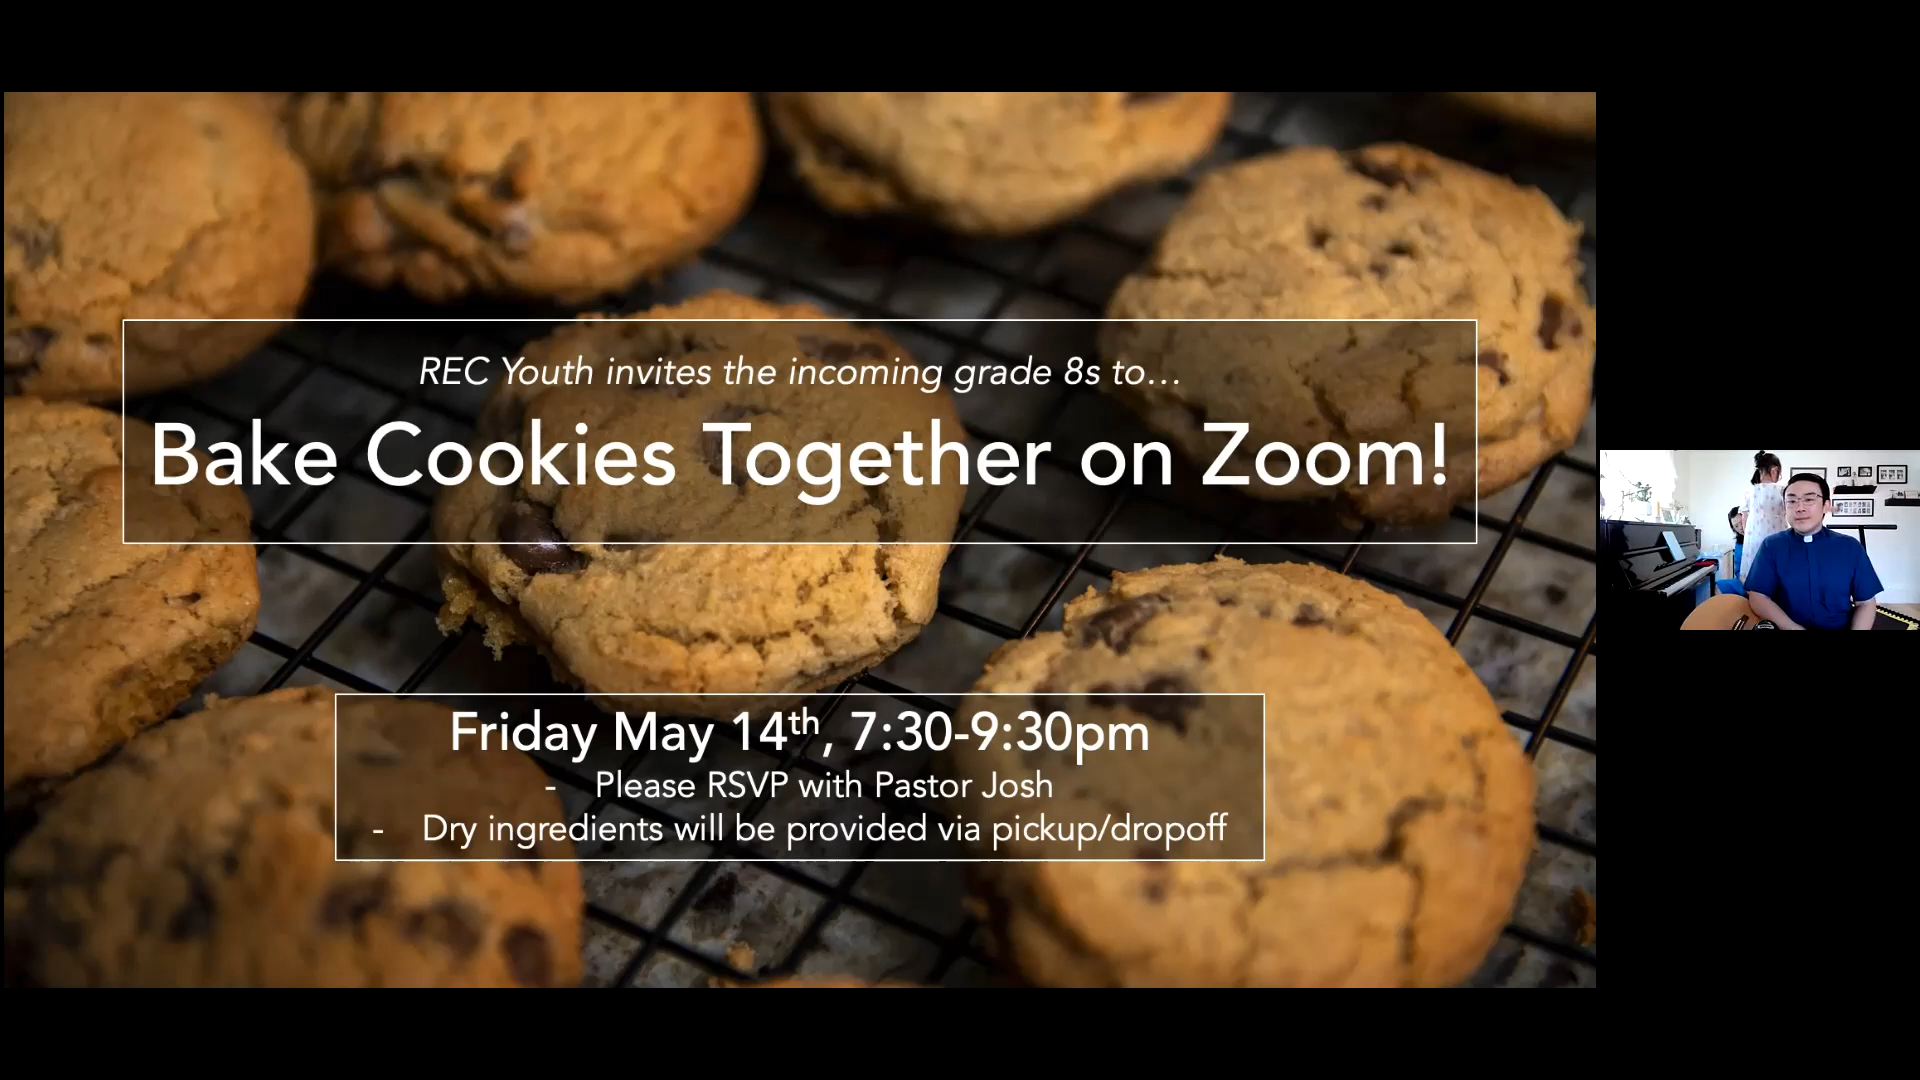 REC Youth invites the incoming grade 8s to…
Bake Cookies Together on Zoom!
Friday May 14th, 7:30-9:30pm
- Please RSVP with Pastor Josh
- Dry ingredients will be provided via pickup/dropoff